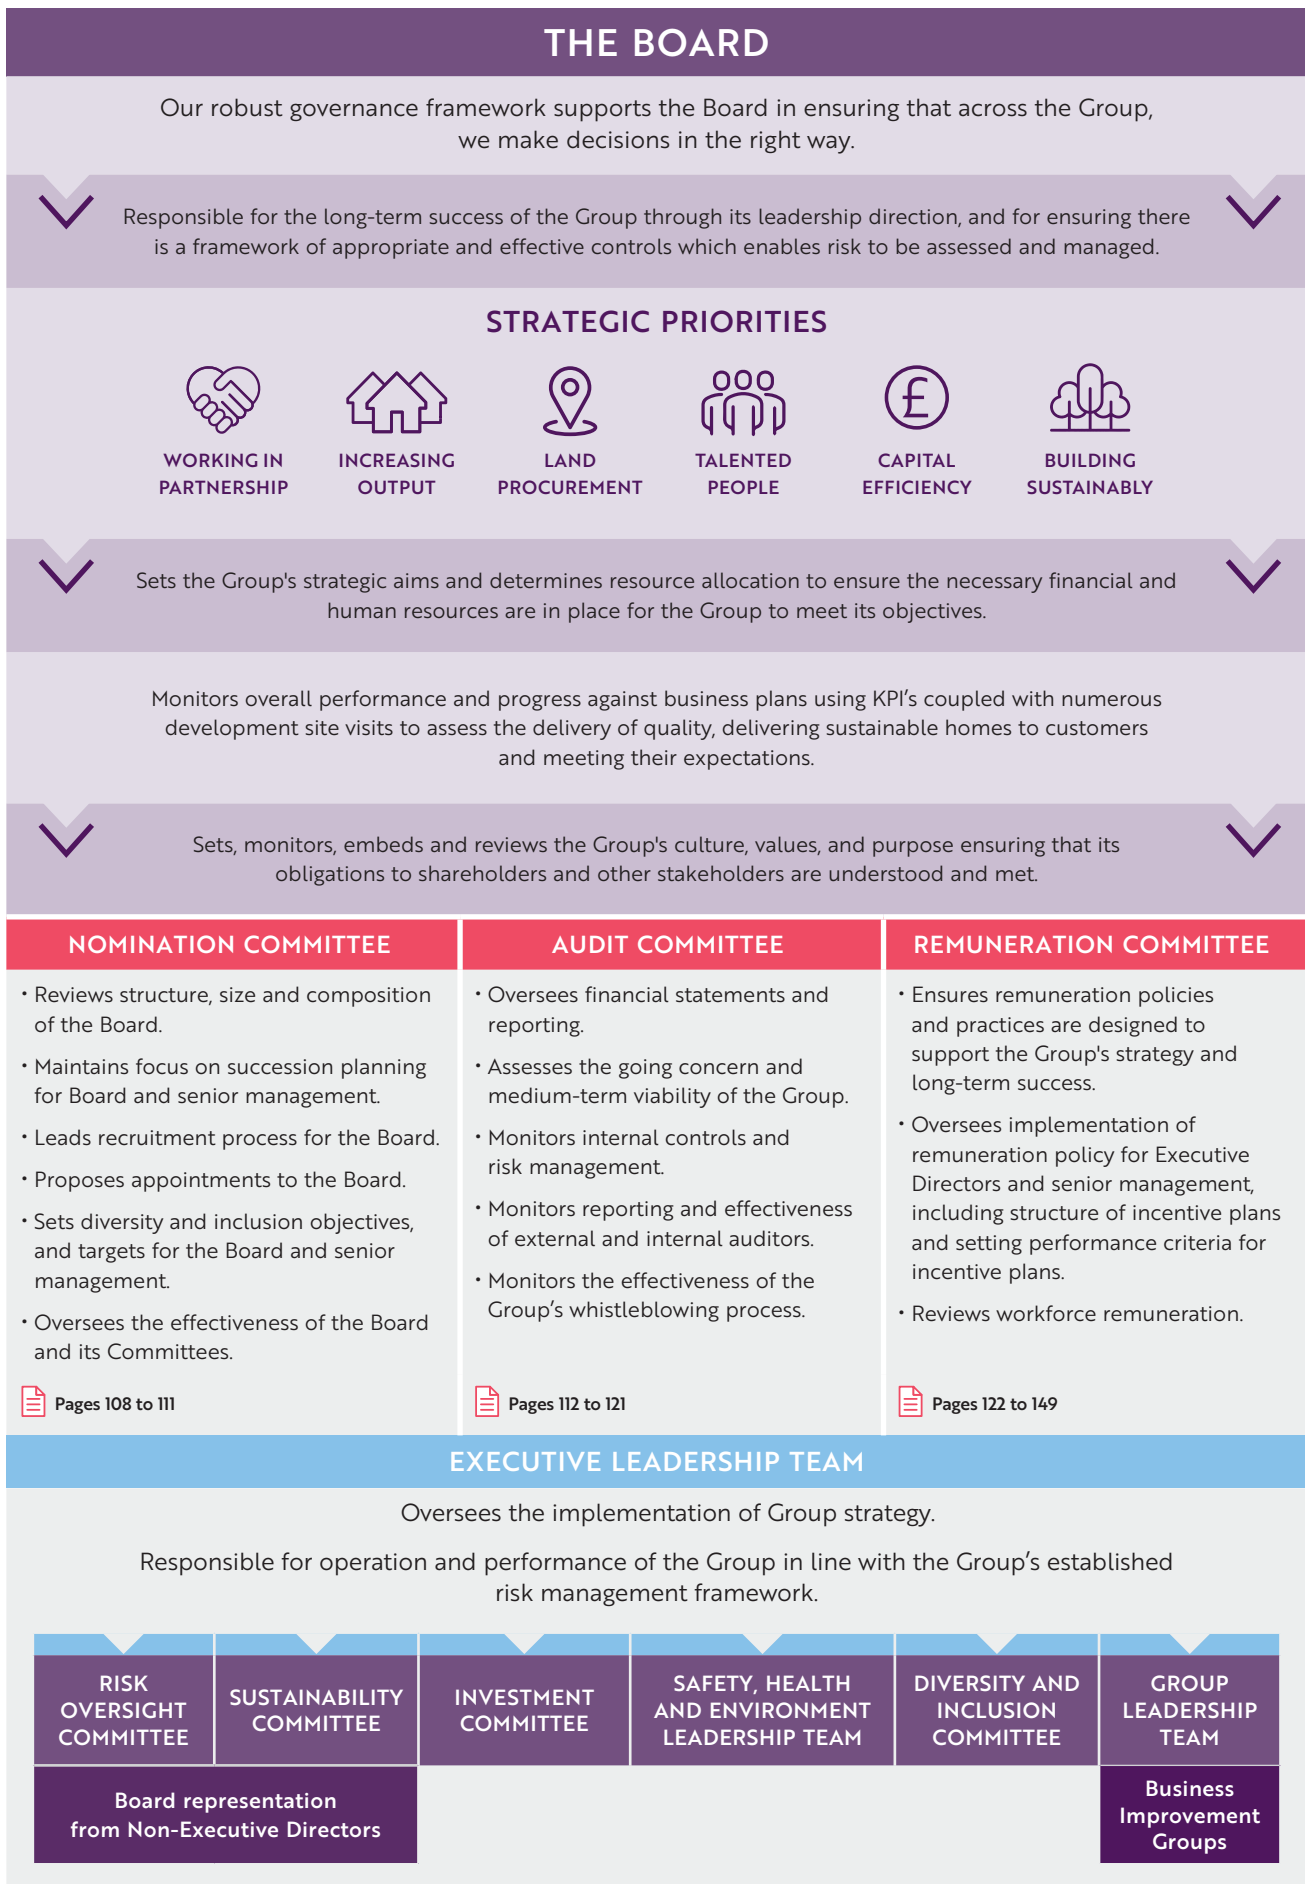 THE BOARD
Our robust governance framework supports the Board in ensuring that across the Group,
we make decisions in the right way.
Responsible for the long-term success of the Group through its leadership direction, and for ensuring there
is a framework of appropriate and effective controls which enables risk to be assessed and managed.
STRATEGIC PRIORITIES
WORKING IN
PARTNERSHIP
INCREASING
OUTPUT
LAND
PROCUREMENT
TALENTED
PEOPLE
£
CAPITAL
EFFICIENCY
BUILDING
SUSTAINABLY
Sets the Group's strategic aims and determines resource allocation to ensure the necessary financial and
human resources are in place for the Group to meet its objectives.
Monitors overall performance and progress against business plans using KPI’s coupled with numerous
development site visits to assess the delivery of quality, delivering sustainable homes to customers
and meeting their expectations.
Sets, monitors, embeds and reviews the Group's culture, values, and purpose ensuring that its
obligations to shareholders and other stakeholders are understood and met.
NOMINATION COMMITTEE
• Reviews structure, size and composition
of the Board.
• Maintains focus on succession planning
for Board and senior management.
• Leads recruitment process for the Board.
• Proposes appointments to the Board.
• Sets diversity and inclusion objectives,
and targets for the Board and senior
management.
• Oversees the effectiveness of the Board
and its Committees.
Pages 108 to 111
AUDIT COMMITTEE
• Oversees financial statements and
reporting.
• Assesses the going concern and
medium-term viability of the Group.
• Monitors internal controls and
risk management.
• Monitors reporting and effectiveness
of external and internal auditors.
• Monitors the effectiveness of the
Group’s whistleblowing process.
Pages 112 to 121
REMUNERATION COMMITTEE
• Ensures remuneration policies
and practices are designed to
support the Group's strategy and
long-term success.
• Oversees implementation of
remuneration policy for Executive
Directors and senior management,
including structure of incentive plans
and setting performance criteria for
incentive plans.
• Reviews workforce remuneration.
Pages 122 to 149
EXECUTIVE LEADERSHIP TEAM
Oversees the implementation of Group strategy.
Responsible for operation and performance of the Group in line with the Group’s established
risk management framework.
RISK
OVERSIGHT
COMMITTEE
SUSTAINABILITY
COMMITTEE
INVESTMENT
COMMITTEE
SAFETY, HEALTH
AND ENVIRONMENT
LEADERSHIP TEAM
DIVERSITY AND
INCLUSION
COMMITTEE
GROUP
LEADERSHIP
TEAM
Board representation
from Non-Executive Directors
Business
Improvement
Groups